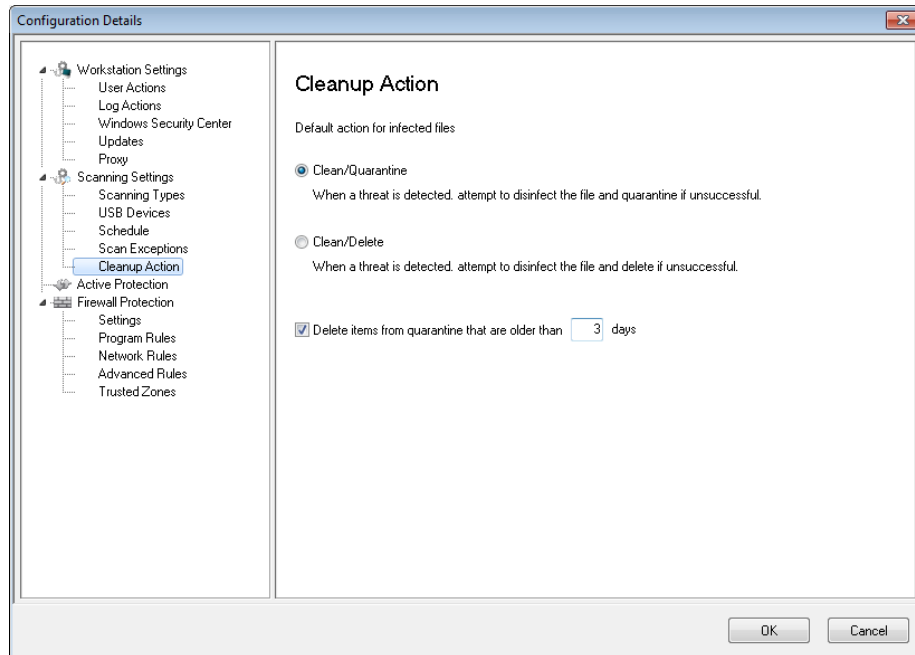 Configuration Details
Workstation Settings
User Actions
Log Actions
Windows Security Center
Updates
Proxy
Scanning Settings
Scanning Types
USB Devices
Schedule
Scan Exceptions
Cleanup Action
Active Protection
Firewall Protection
Settings
Program Rules
Network Rules
Advanced Rules
Trusted Zones
Cleanup Action
Default action for infected files
Clean/Quarantine
When a threat is detected. attempt to disinfect the file and quarantine if unsuccessful.
Clean/Delete
When a threat is detected. attempt to disinfect the file and delete if unsuccessful.
Delete items from quarantine that are older than 3 days
OK Cancel